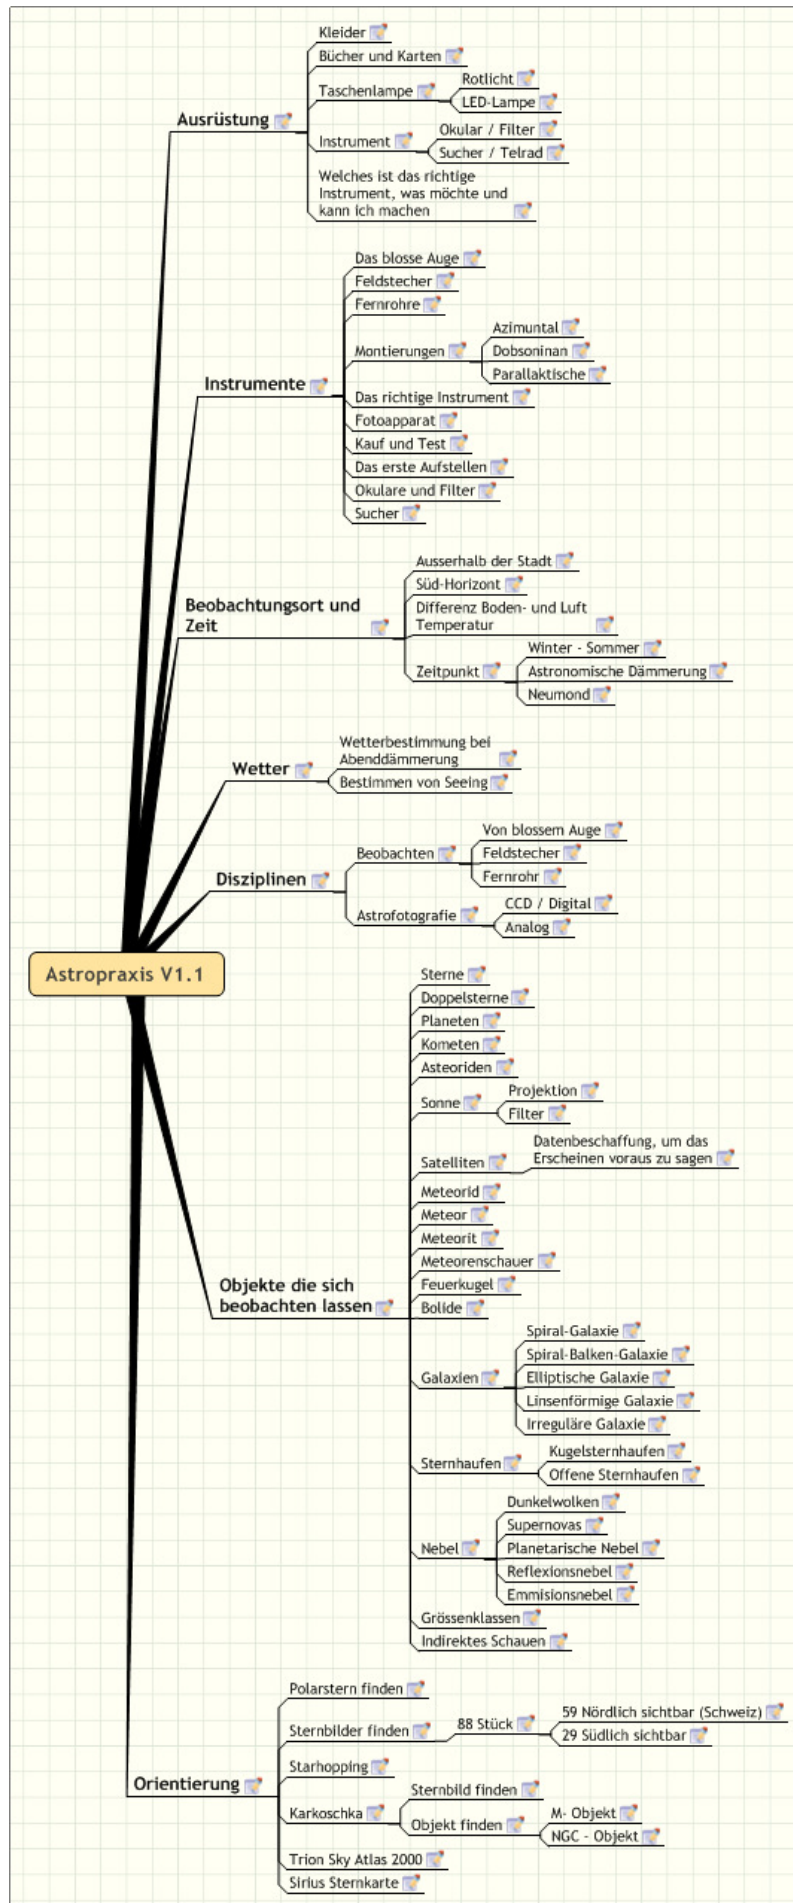 Kleider
Bücher und Karten
Taschenlampe
Rotlicht
LED-Lampe
Ausrüstung
Instrument
Okular / Filter
Sucher / Telrad
Welches ist das richtige
Instrument, was möchte und
kann ich machen
Das blosse Auge
Feldstecher
Fernrohre
Montierungen
Azimuntal
Dobsoninan
Parallaktische
Instrumente
Das richtige Instrument
Fotoapparat
Kauf und Test
Das erste Aufstellen
Okulare und Filter
Sucher
Ausserhalb der Stadt
Süd-Horizont
Beobachtungsort und
Zeit
Differenz Boden- und Luft
Temperatur
Zeitpunkt
Winter - Sommer
Astronomische Dämmerung
Neumond
Wetter
Wetterbestimmung bei
Abenddämmerung
Bestimmen von Seeing
Disziplinen
Beobachten
Von blossem Auge
Feldstecher
Fernrohr
Astrofotografie
CCD / Digital
Analog
Astropraxis V1.1
Sterne
Doppelsterne
Planeten
Kometen
Asteoriden
Sonne
Projektion
Filter
Satelliten
Datenbeschaffung, um das
Erscheinen voraus zu sagen
Meteorid
Meteor
Meteorit
Meteorenschauer
Objekte die sich
beobachten lassen
Feuerkugel
Bolide
Galaxien
Spiral-Galaxie
Spiral-Balken-Galaxie
Elliptische Galaxie
Linsenförmige Galaxie
Irreguläre Galaxie
Sternhaufen
Kugelsternhaufen
Offene Sternhaufen
Nebel
Dunkelwolken
Supernovas
Planetarische Nebel
Reflexionsnebel
Emmisionsnebel
Grössenklassen
Indirektes Schauen
Polarstern finden
Sternbilder finden
88 Stück
59 Nördlich sichtbar (Schweiz)
29 Südlich sichtbar
Orientierung
Starhopping
Karkoschka
Sternbild finden
Objekt finden
M- Objekt
NGC - Objekt
Trion Sky Atlas 2000
Sirius Sternkarte